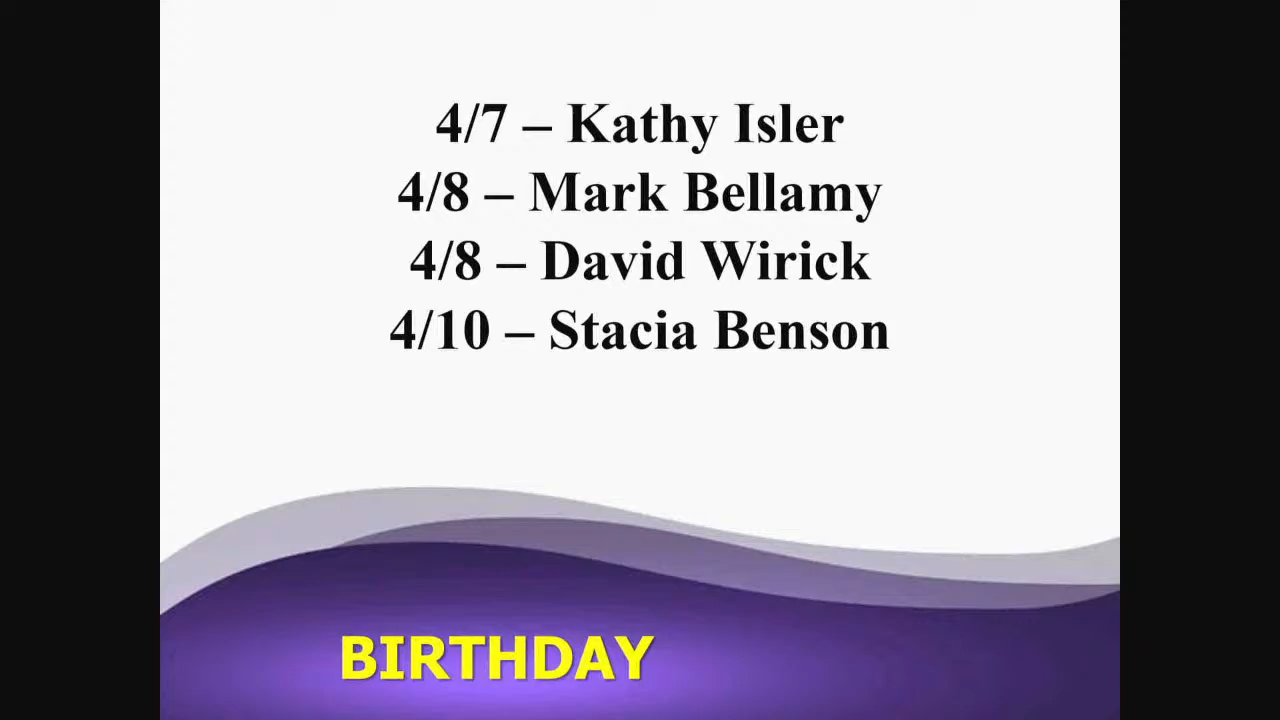 4/7 – Kathy Isler
4/8 – Mark Bellamy
4/8 – David Wirick
4/10 – Stacia Benson
BIRTHDAY